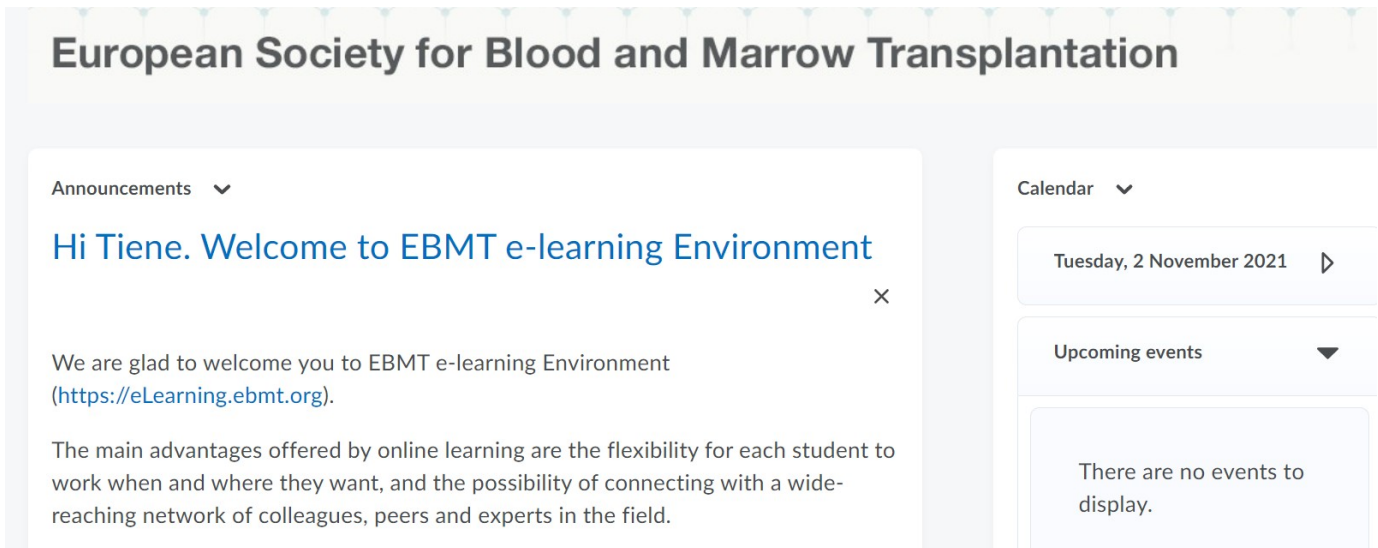 European Society for Blood and Marrow Transplantation
Announcements
Hi Tiene. Welcome to EBMT e-learning Environment
We are glad to welcome you to EBMT e-learning Environment
(https://eLearning.ebmt.org).
The main advantages offered by online learning are the flexibility for each student to
work when and where they want, and the possibility of connecting with a wide-
reaching network of colleagues, peers and experts in the field.
Calendar
Tuesday, 2 November 2021
Upcoming events
There are no events to
display.